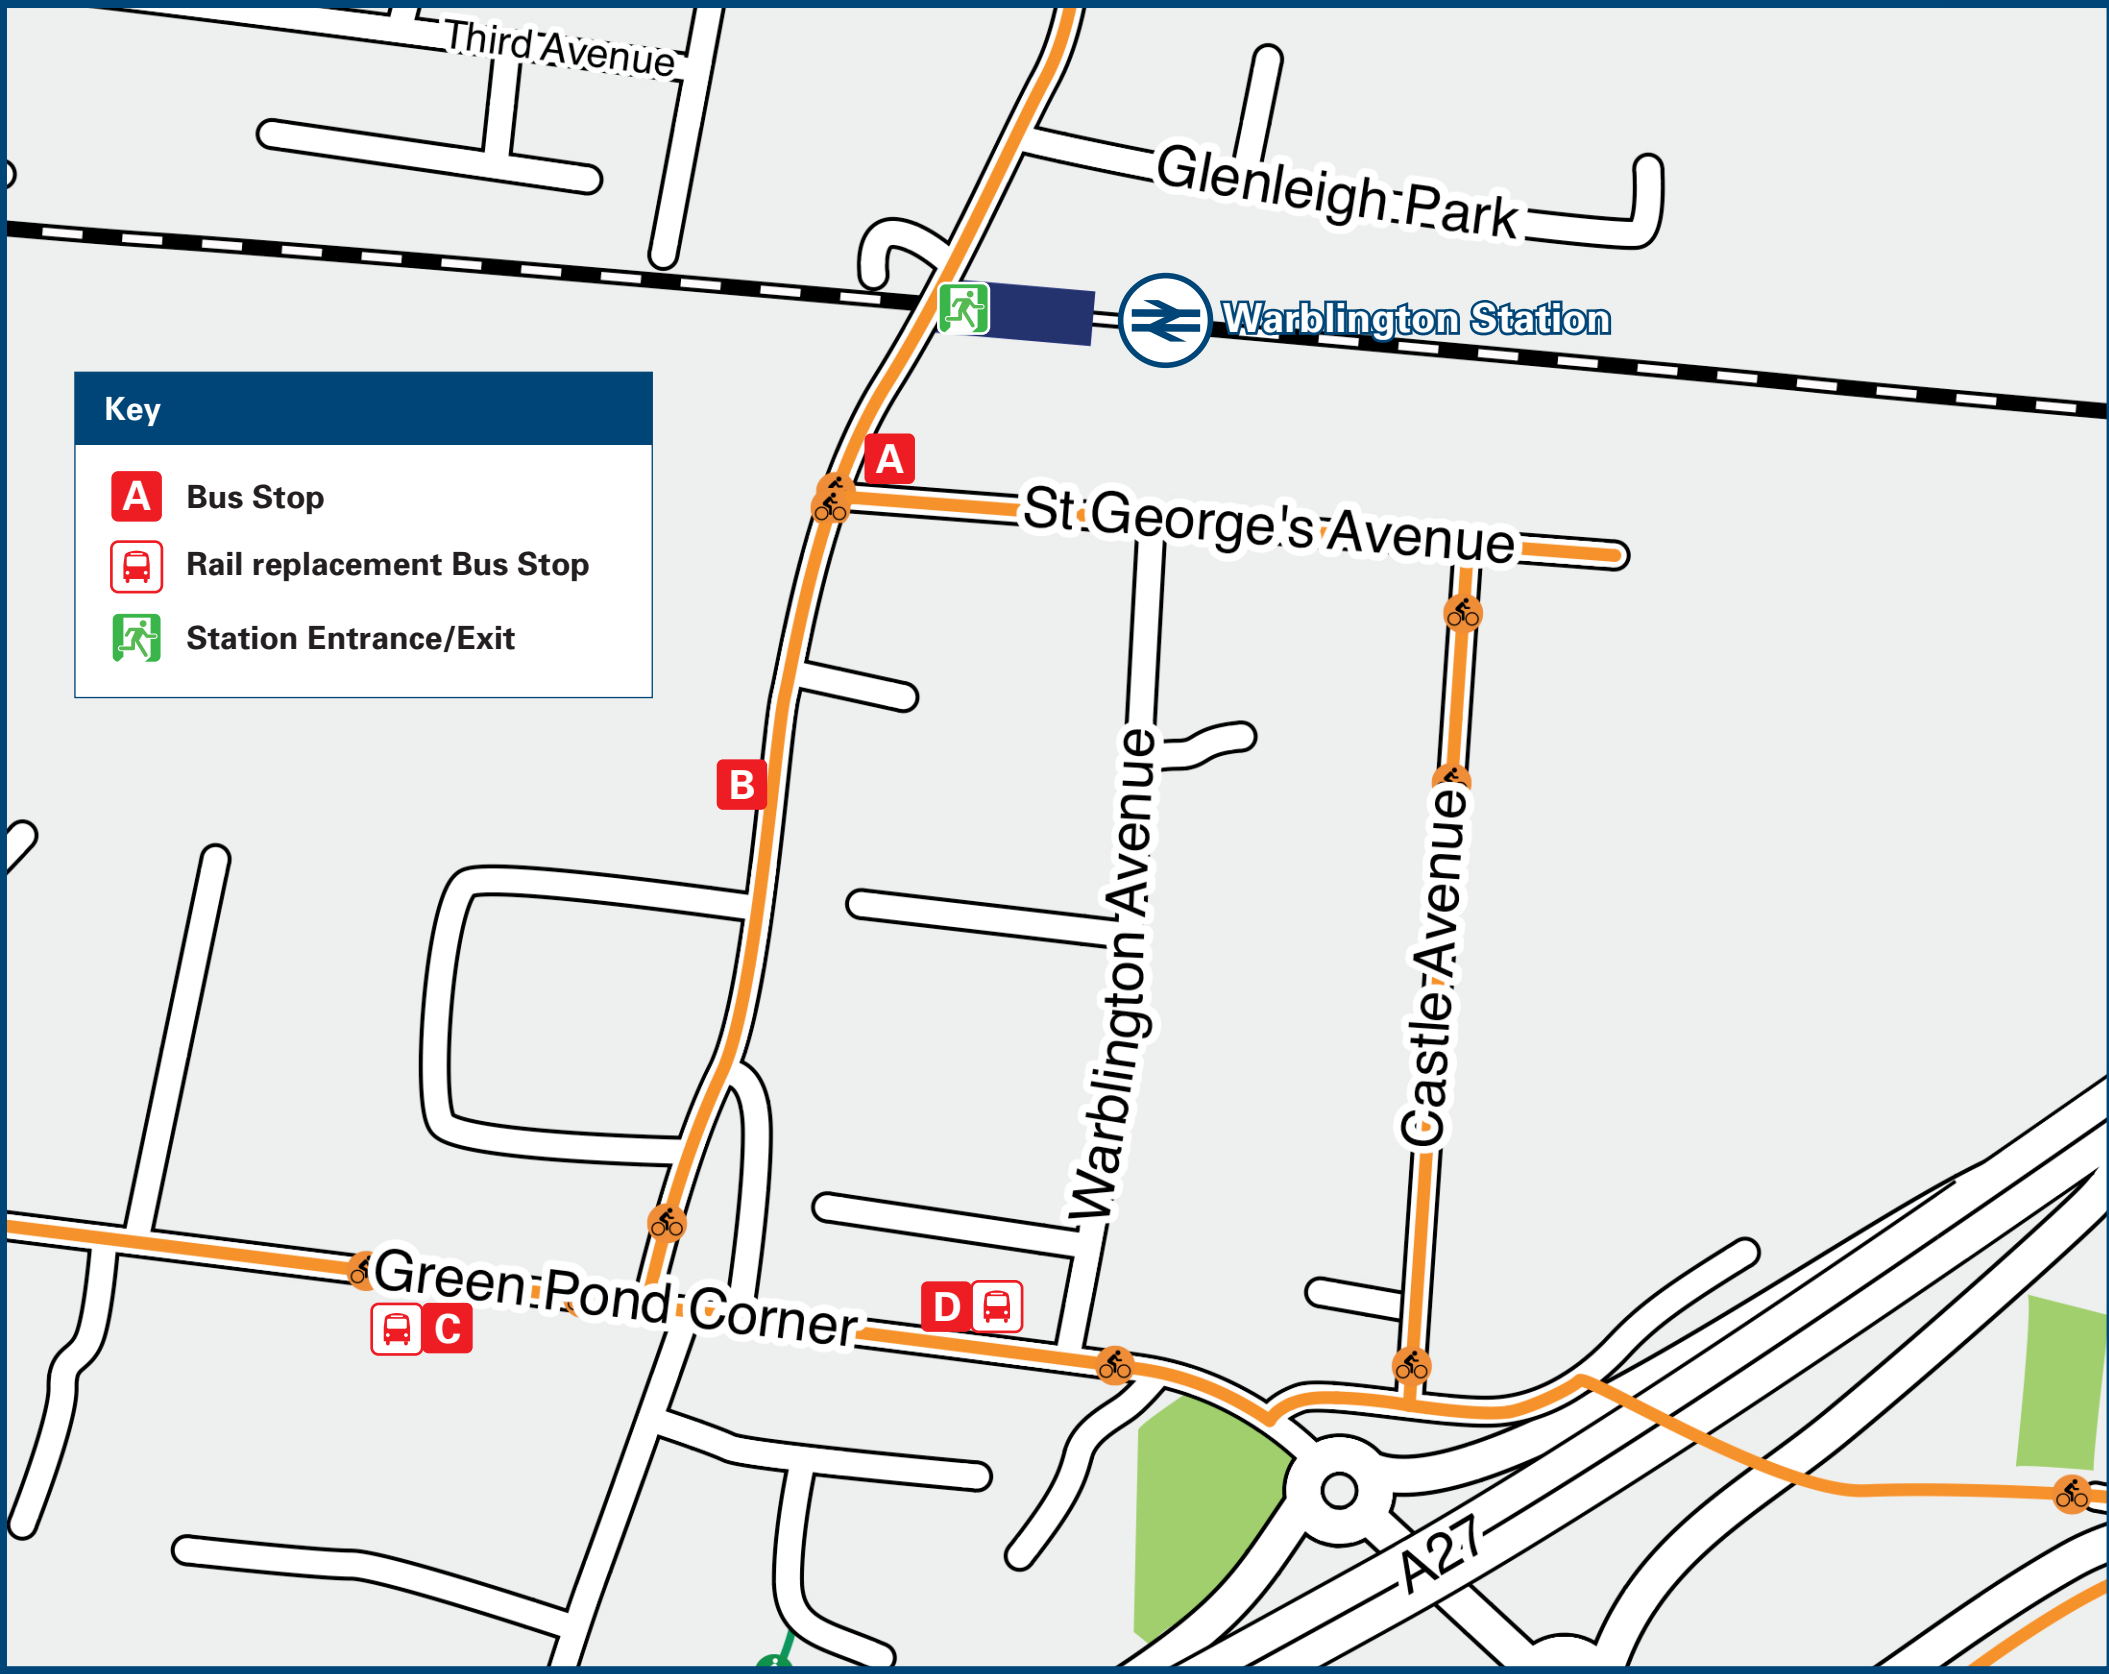 Third Avenue
Glenleigh Park
Warblington Station
Key
A Bus Stop
Rail replacement Bus Stop
Station Entrance/Exit
A
St George's Avenue
B
Warblington Avenue
Castle Avenue
Green Pond Corner
C
D
A27